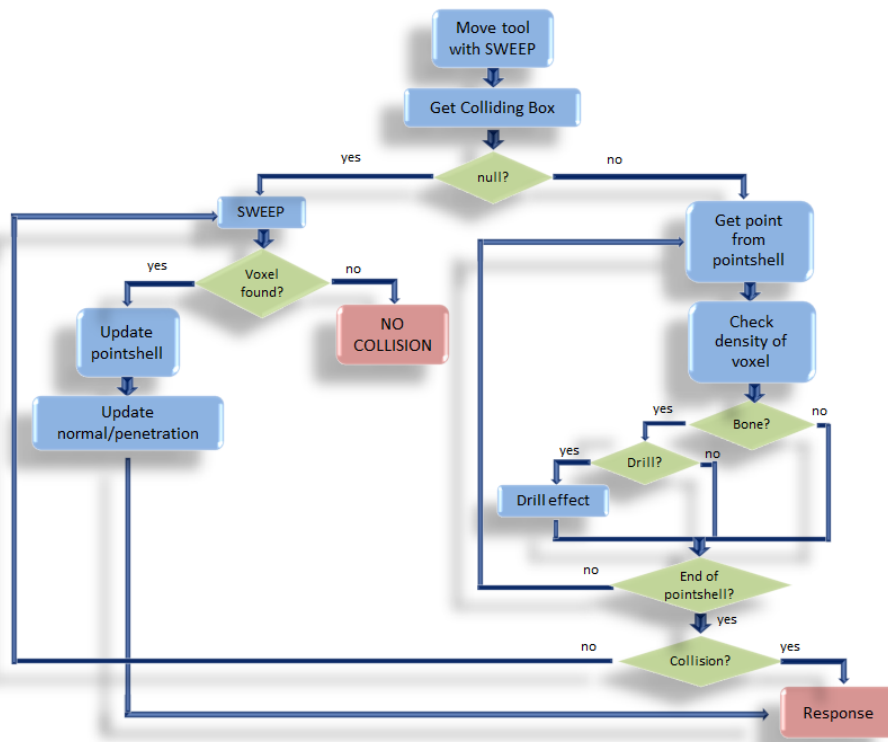 Move tool
with SWEEP
Get Colliding Box
yes
null?
no
SWEEP
Get point
from
pointshell
yes
Voxel
found?
no
Update
pointshell
NO
COLLISION
Check
density of
voxel
Update
normal/penetration
yes
Bone?
no
yes
Drill?
no
Drill effect
no
End of
pointshell?
yes
no
Collision?
yes
Response